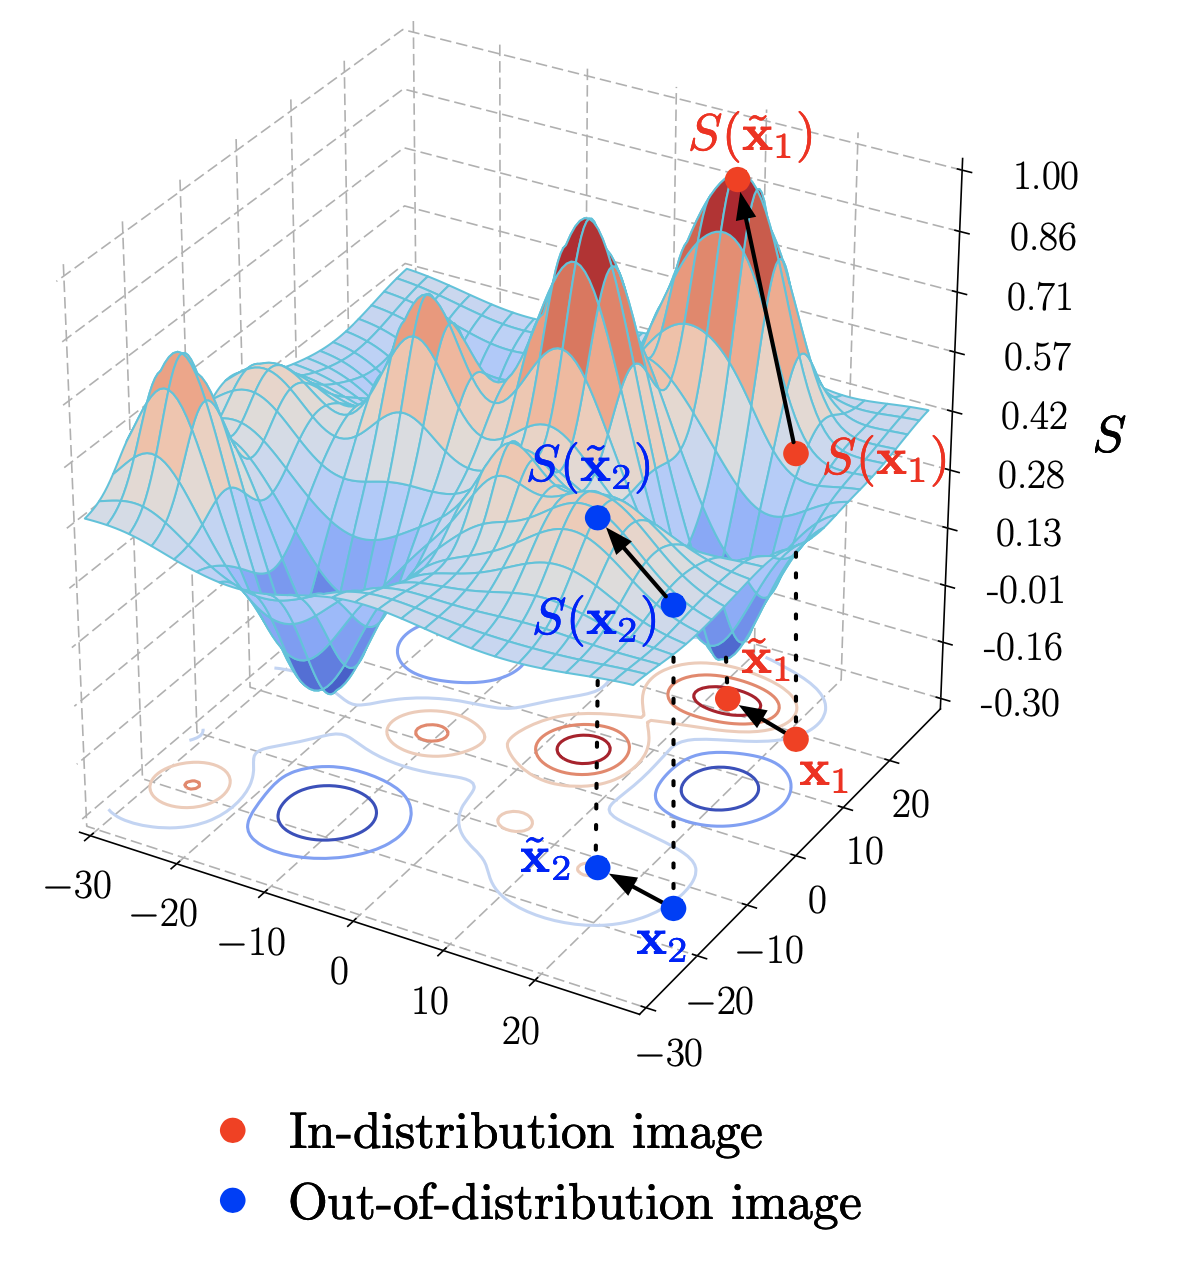 S(x̃₁)
1.00
0.86
0.71
0.57
0.42
S
S(x₁)
S(x̃₂)
0.28
0.13
-0.01
S(x₂)
-0.16
x̃₁
-0.30
x₁
20
10
x̃₂
−30
0
−20
−10
x₂
−10
0
10
−20
20
−30
In-distribution image
Out-of-distribution image